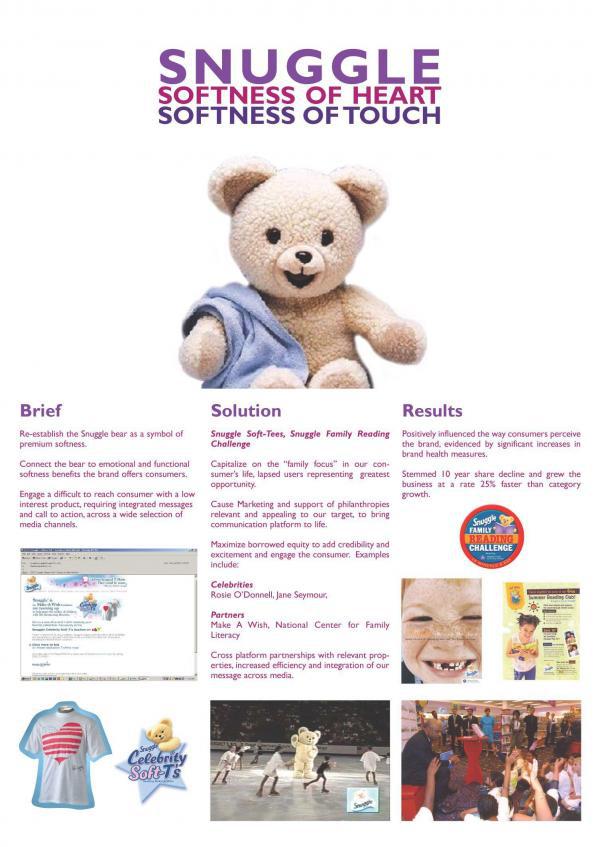 SNUGGLE
SOFTNESS OF HEART
SOFTNESS OF TOUCH
Brief
Re-establish the Snuggle bear as a symbol of
premium softness.
Connect the bear to emotional and functional
softness benefits the brand offers consumers.
Engage a difficult to reach consumer with a low
interest product, requiring integrated messages
and call to action, across a wide selection of
media channels.
Snuggle
Celebrity
Soft-T's
Solution
Snuggle Soft-Tees, Snuggle Family Reading
Challenge
Capitalize on the "family focus" in our con-
sumer's life, lapsed users representing greatest
opportunity.
Cause Marketing and support of philanthropies
relevant and appealing to our target, to bring
communication platform to life.
Maximize borrowed equity to add credibility and
excitement and engage the consumer. Examples
include:
Celebrities
Rosie O'Donnell, Jane Seymour,
Partners
Make A Wish, National Center for Family
Literacy
Cross platform partnerships with relevant prop-
erties, increased efficiency and integration of our
message across media.
Snuggle
Results
Positively influenced the way consumers perceive
the brand, evidenced by significant increases in
brand health measures.
Stemmed 10 year share decline and grew the
business at a rate 25% faster than category
growth.
Snuggle
FAMILY
READING
CHALLENGE
Summer Reading Club!